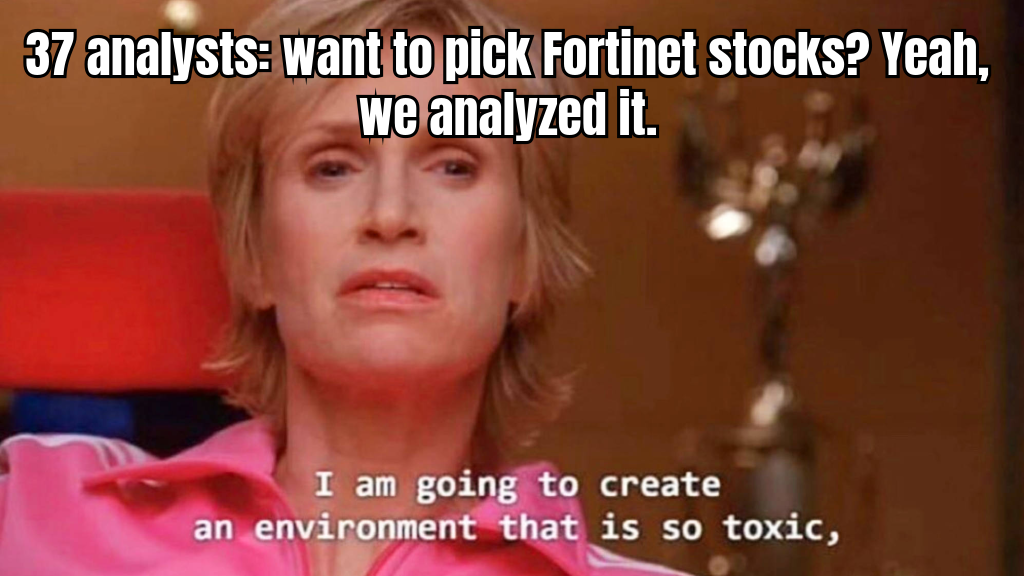 37 analysts: want to pick Fortinet stocks? Yeah,
we analyzed it.
I am going to create
an environment that is so toxic,